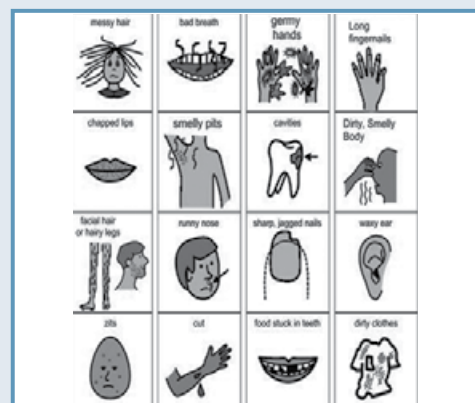 messy hair
bad breath
germy
hands
Long
fingernails
chapped lips
smelly pits
cavities
Dirty, Smelly
Body
facial hair
or hairy legs
runny nose
sharp, jagged nails
waxy ear
zits
cut
food stuck in teeth
dirty clothes